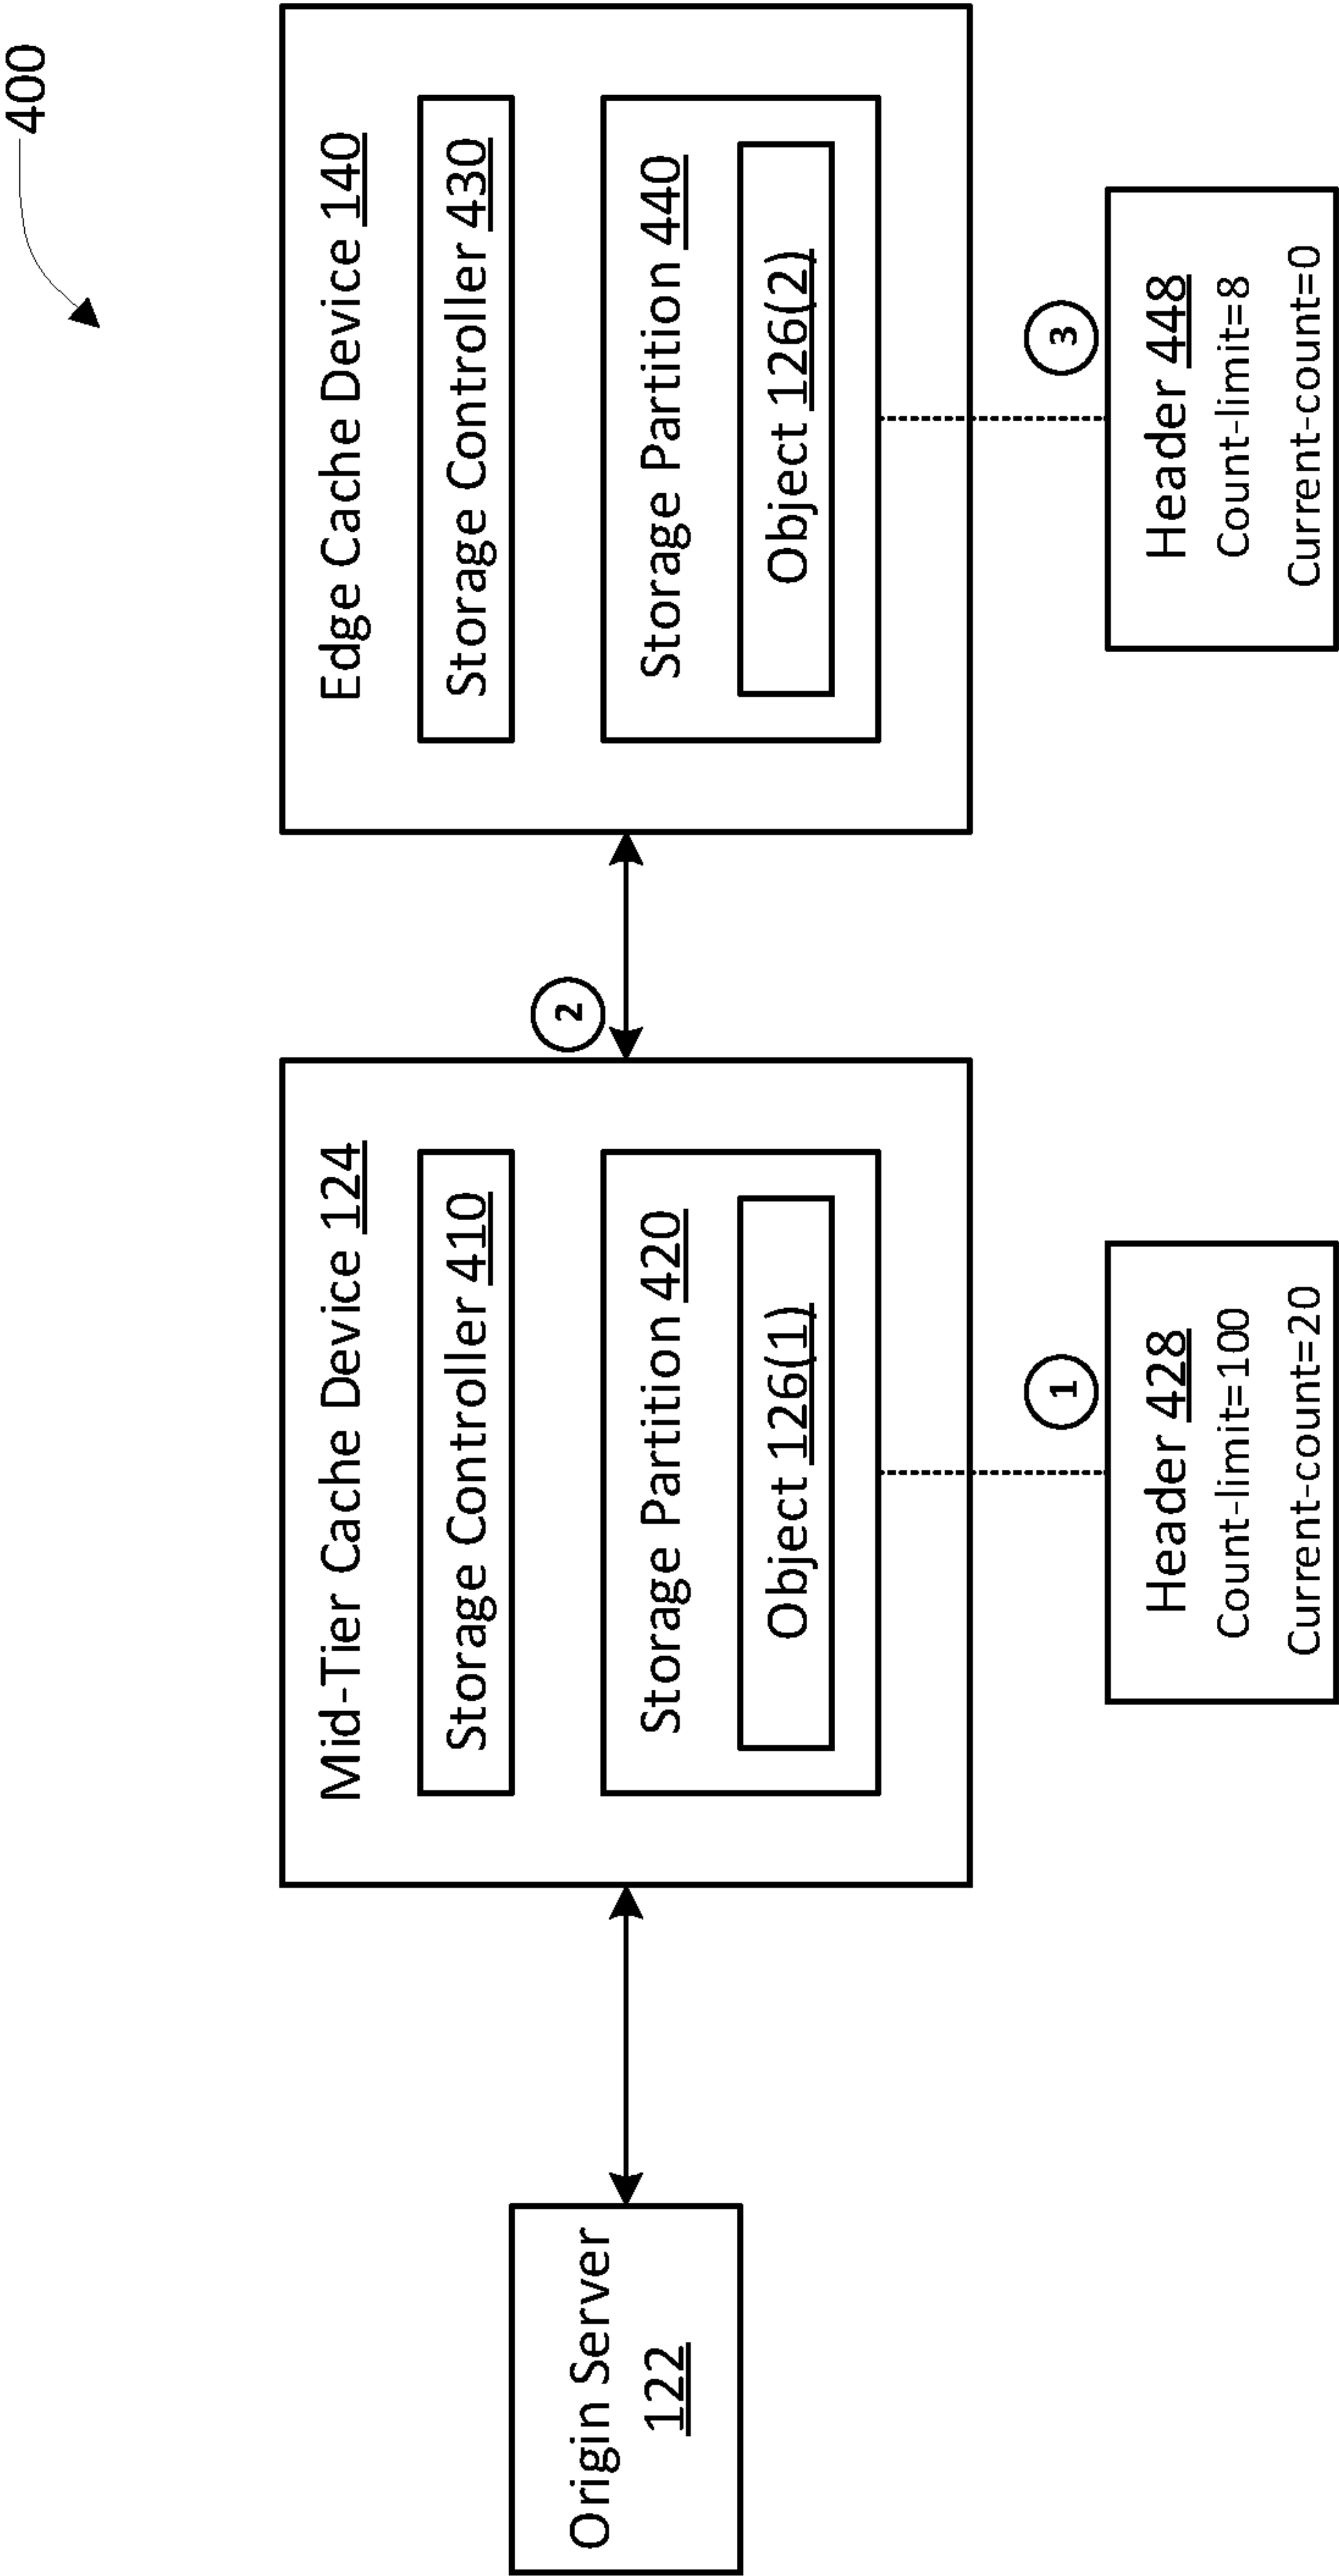 400
Origin Server
122
Mid-Tier Cache Device 124
Storage Controller 410
Storage Partition 420
Object 126(1)
1
Header 428
Count-limit=100
Current-count=20
2
Edge Cache Device 140
Storage Controller 430
Storage Partition 440
Object 126(2)
3
Header 448
Count-limit=8
Current-count=0